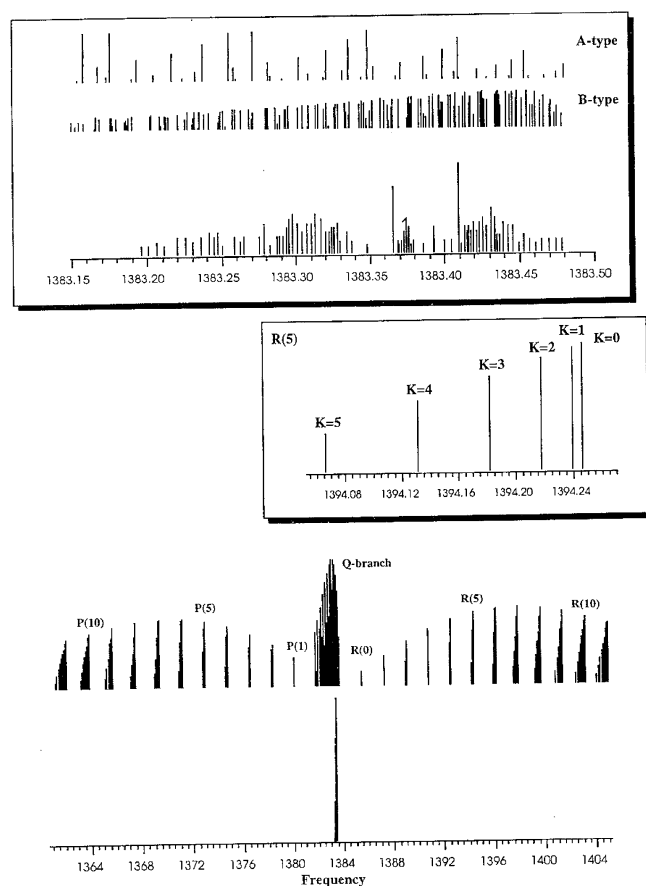 A-type
B-type
1383.15 1383.20 1383.25 1383.30 1383.35 1383.40 1383.45 1383.50
R(5)
K=5 K=4 K=3 K=2 K=1 K=0
1394.08 1394.12 1394.16 1394.20 1394.24
Q-branch
P(10) P(5) P(1) R(0) R(5) R(10)
1364 1368 1372 1376 1380 1384 1388 1392 1396 1400 1404
Frequency